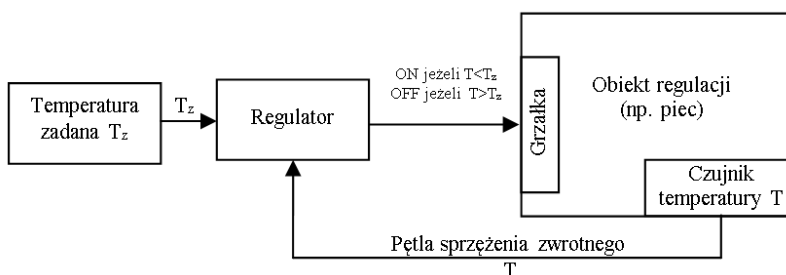 Temperatura
zadana Tz
Tz
Regulator
ON jeżeli T<Tz
OFF jeżeli T>Tz
Grzałka
Obiekt regulacji
(np. piec)
Czujnik
temperatury T
Pętla sprzężenia zwrotnego
T